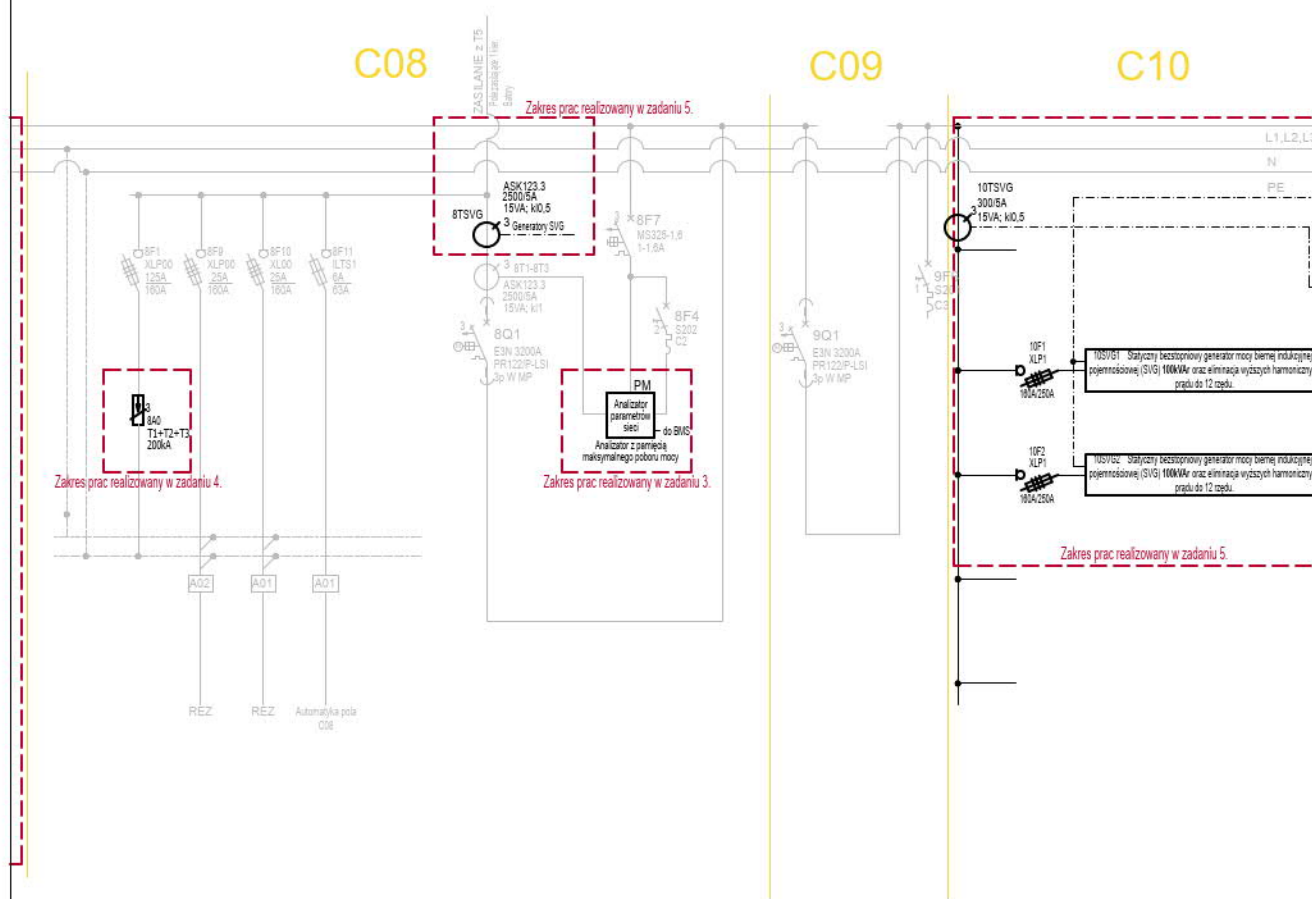 C08
C09
C10
ZASILANIE z T5
Zakres prac realizowany w zadaniu 5.
L1,L2,L3
N
PE
ASK123.3
2500/5A
15VA; kl0,5
8TSVG
3 Generatory SVG
10TSVG
300/5A
3 15VA; kl0,5
8F1
XLP00
125A
160A
8F9
XLP00
25A
160A
8F10
XL00
25A
160A
8F11
ILTS1
6A
63A
3 8F7
MS325-1,6
1-1,6A
3 8T1-8T3
ASK123.3
2500/5A
15VA; kl1
3 8Q1
E3N 3200A
PR122/P-LSI
3p W MP
2 8F4
S202
C2
3 9Q1
E3N 3200A
PR122/P-LSI
3p W MP
1
PM
Analizator
parametrów
sieci
do BMS
Analizator z pamięcią
maksymalnego poboru mocy
Zakres prac realizowany w zadaniu 3.
3
8A0
T1+T2+T3
200kA
Zakres prac realizowany w zadaniu 4.
10F1
XLP1
160A/250A
10SVG1 Statyczny bezstopniowy generator mocy biernej indukcyjnej
pojemnościowej (SVG) 100kVAr oraz eliminacja wyższych harmoniczny
prądu do 12 rzędu.
10F2
XLP1
160A/250A
10SVG2 Statyczny bezstopniowy generator mocy biernej indukcyjnej
pojemnościowej (SVG) 100kVAr oraz eliminacja wyższych harmoniczny
prądu do 12 rzędu.
Zakres prac realizowany w zadaniu 5.
A02
A01
A01
REZ
REZ
Automatyka pola
C08